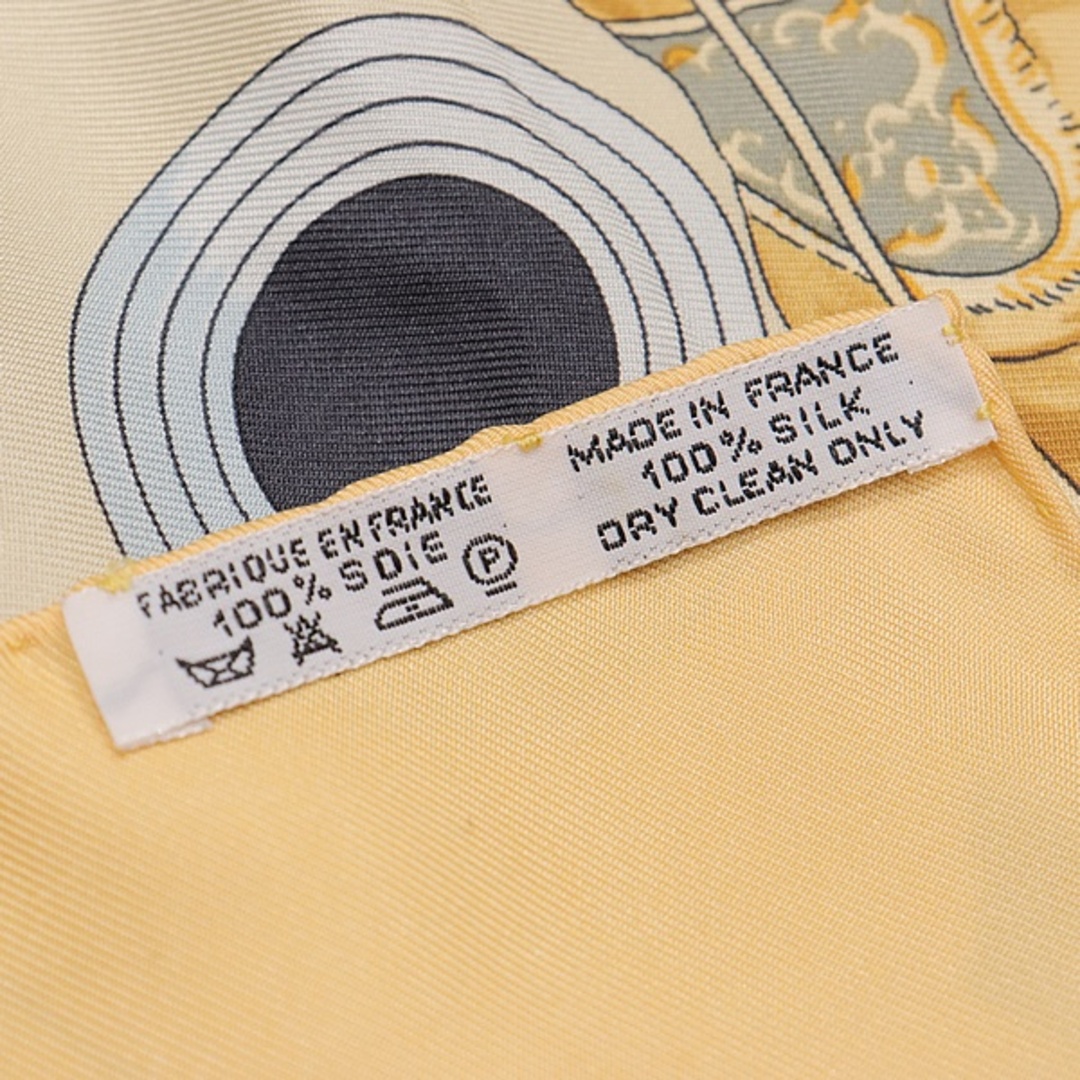 FABRIQUE EN FRANCE
100% SOIE
P
MADE IN FRANCE
100% SILK
DRY CLEAN ONLY